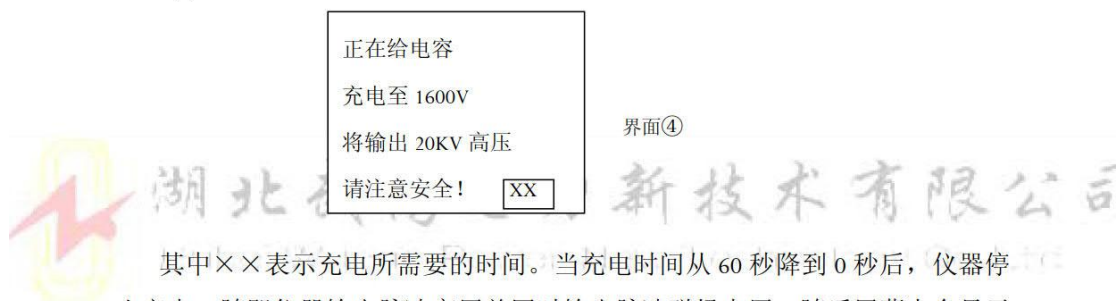 正在给电容
充电至 1600V
将输出 20KV 高压
界面④
请注意安全! XX
湖北 新技术有限公司
其中××表示充电所需要的时间。当充电时间从 60 秒降到 0 秒后，仪器停